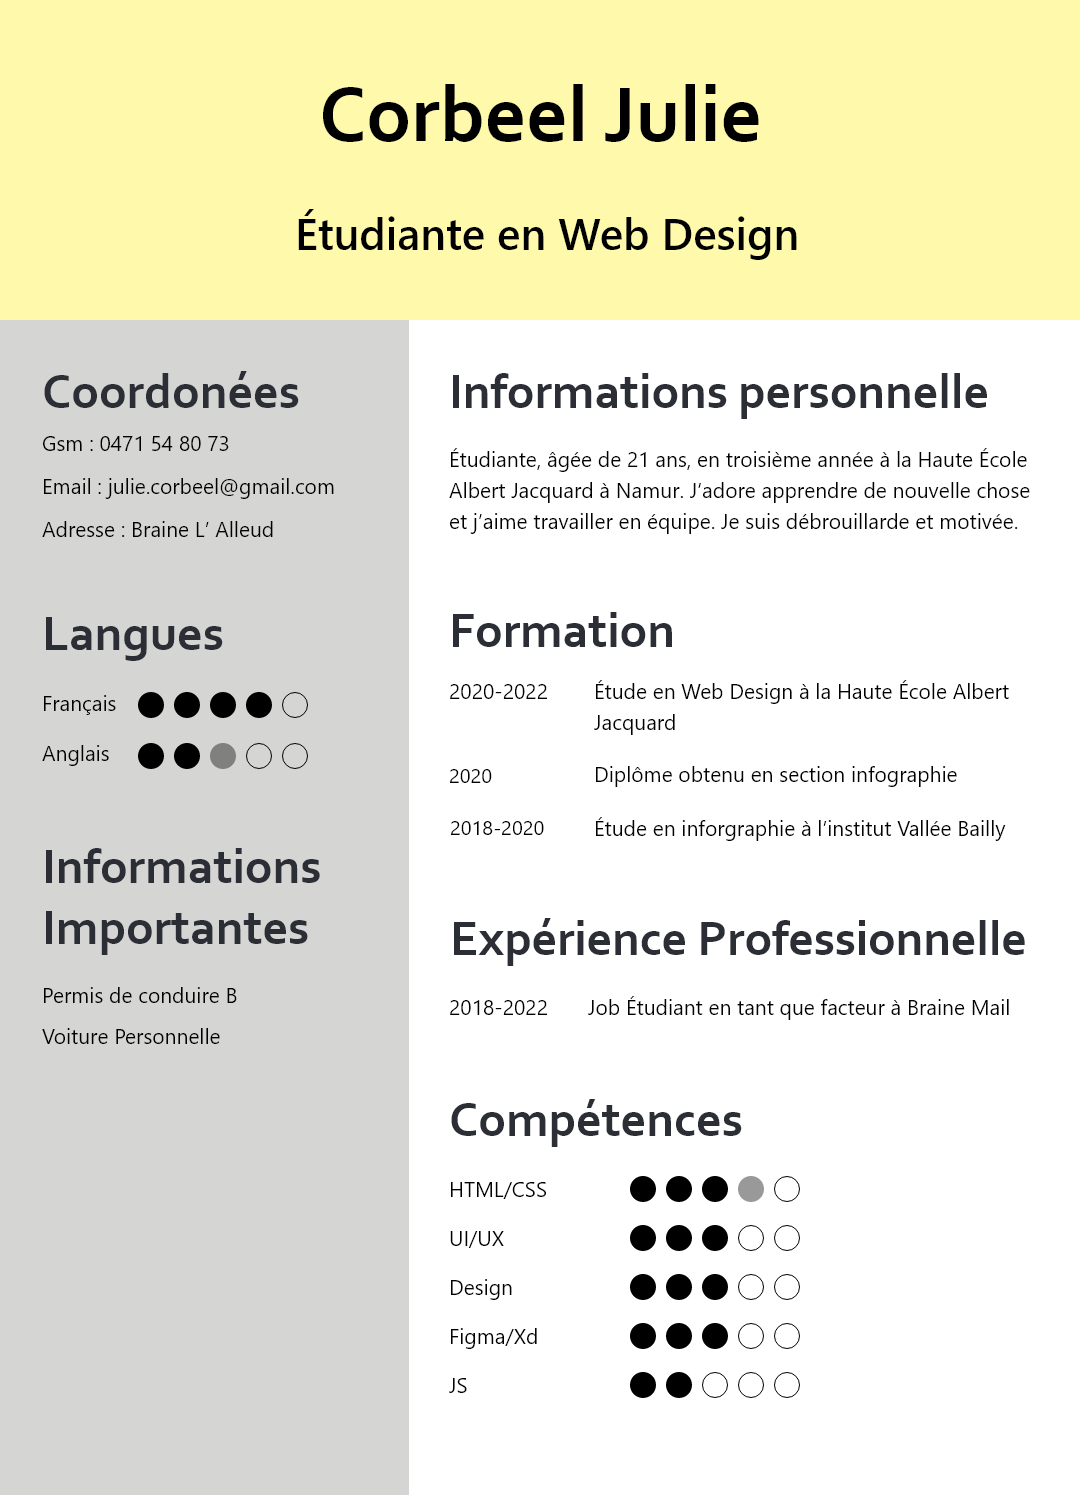 Corbeel Julie
Étudiante en Web Design
Coordonées
Gsm : 0471 54 80 73
Email : julie.corbeel@gmail.com
Adresse : Braine L’ Alleud
Langues
Français
Anglais
Informations
Importantes
Permis de conduire B
Voiture Personnelle
Informations personnelle
Étudiante, âgée de 21 ans, en troisième année à la Haute École
Albert Jacquard à Namur. J’adore apprendre de nouvelle chose
et j’aime travailler en équipe. Je suis débrouillarde et motivée.
Formation
2020-2022 Étude en Web Design à la Haute École Albert
Jacquard
2020 Diplôme obtenu en section infographie
2018-2020 Étude en inforgraphie à l’institut Vallée Bailly
Expérience Professionnelle
2018-2022 Job Étudiant en tant que facteur à Braine Mail
Compétences
HTML/CSS
UI/UX
Design
Figma/Xd
JS